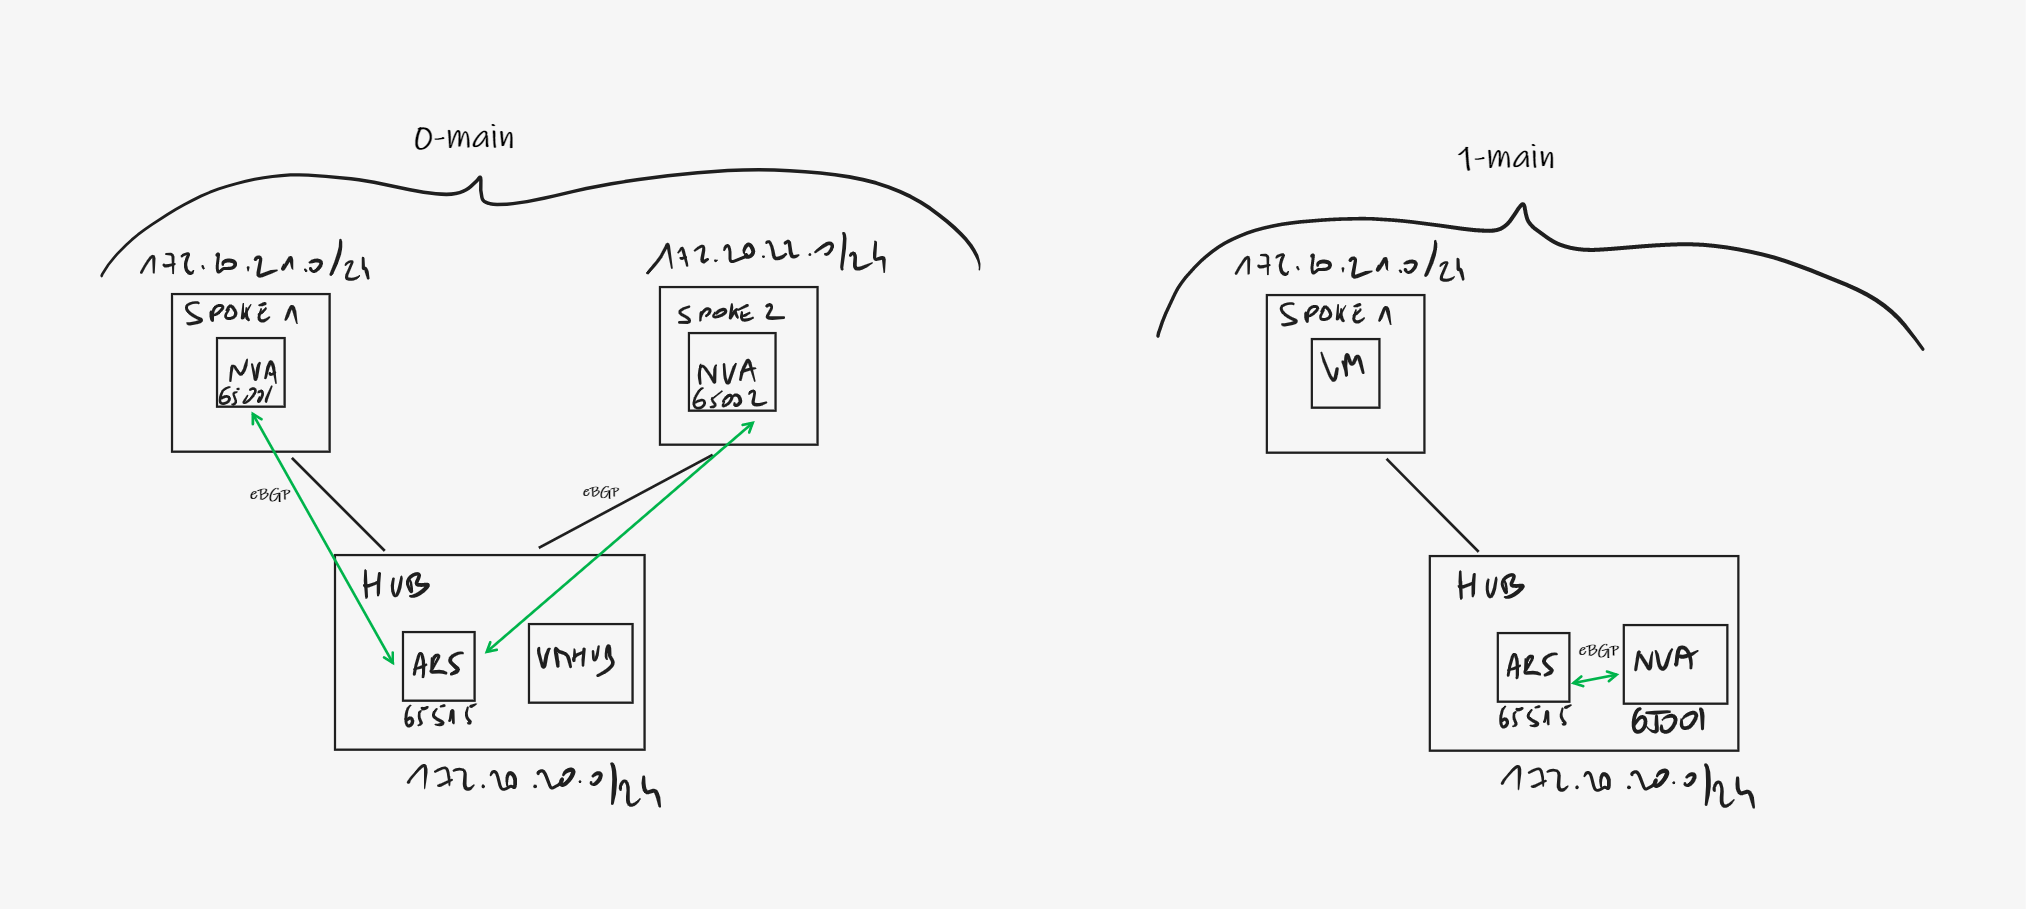 0-main
172.20.21.0/24
172.20.22.0/24
SPOKE 1
NVA
65001
SPOKE 2
NVA
65002
eBGP
eBGP
HUB
ARS
65515
VMHUB
172.20.20.0/24
1-main
172.20.21.0/24
SPOKE 1
VM
HUB
ARS
65515
eBGP
NVA
65001
172.20.20.0/24